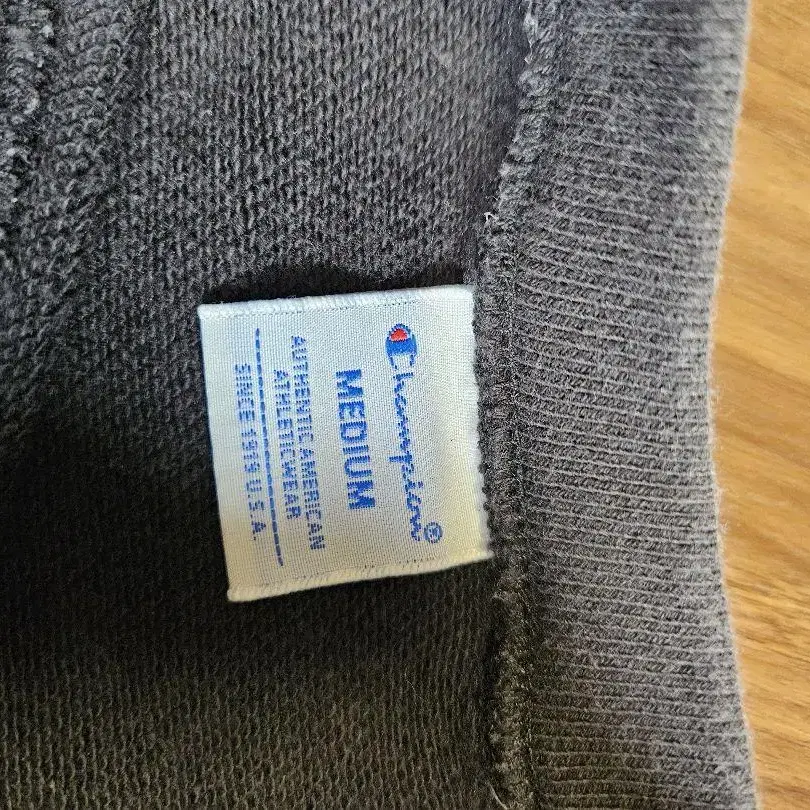 Champion®
MEDIUM
AUTHENTIC AMERICAN
ATHLETICWEAR
SINCE 1919 U.S.A.